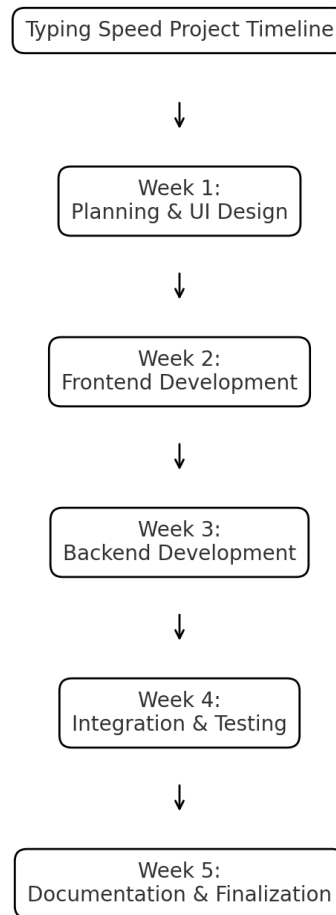 Typing Speed Project Timeline
Week 1:
Planning & UI Design
Week 2:
Frontend Development
Week 3:
Backend Development
Week 4:
Integration & Testing
Week 5:
Documentation & Finalization